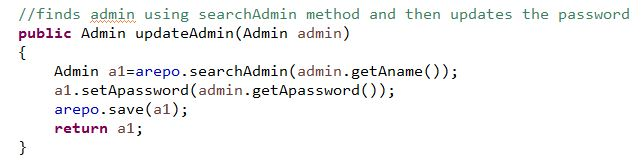 //finds admin using searchAdmin method and then updates the password
public Admin updateAdmin(Admin admin)
{
    Admin a1=arepo.searchAdmin(admin.getAname());
    a1.setApassword(admin.getApassword());
    arepo.save(a1);
    return a1;
}